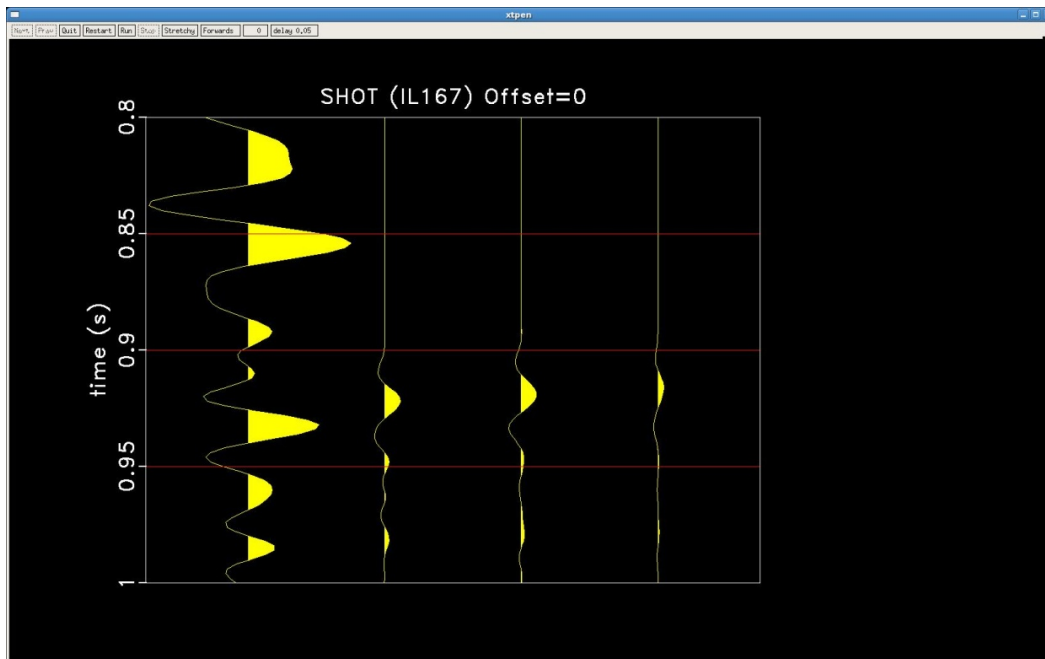 xtpen
Next Prev Quit Restart Run Stop Stretchy Forwards 0 delay 0.05
SHOT (IL167) Offset=0
time (s)
0.8
0.85
0.9
0.95
1